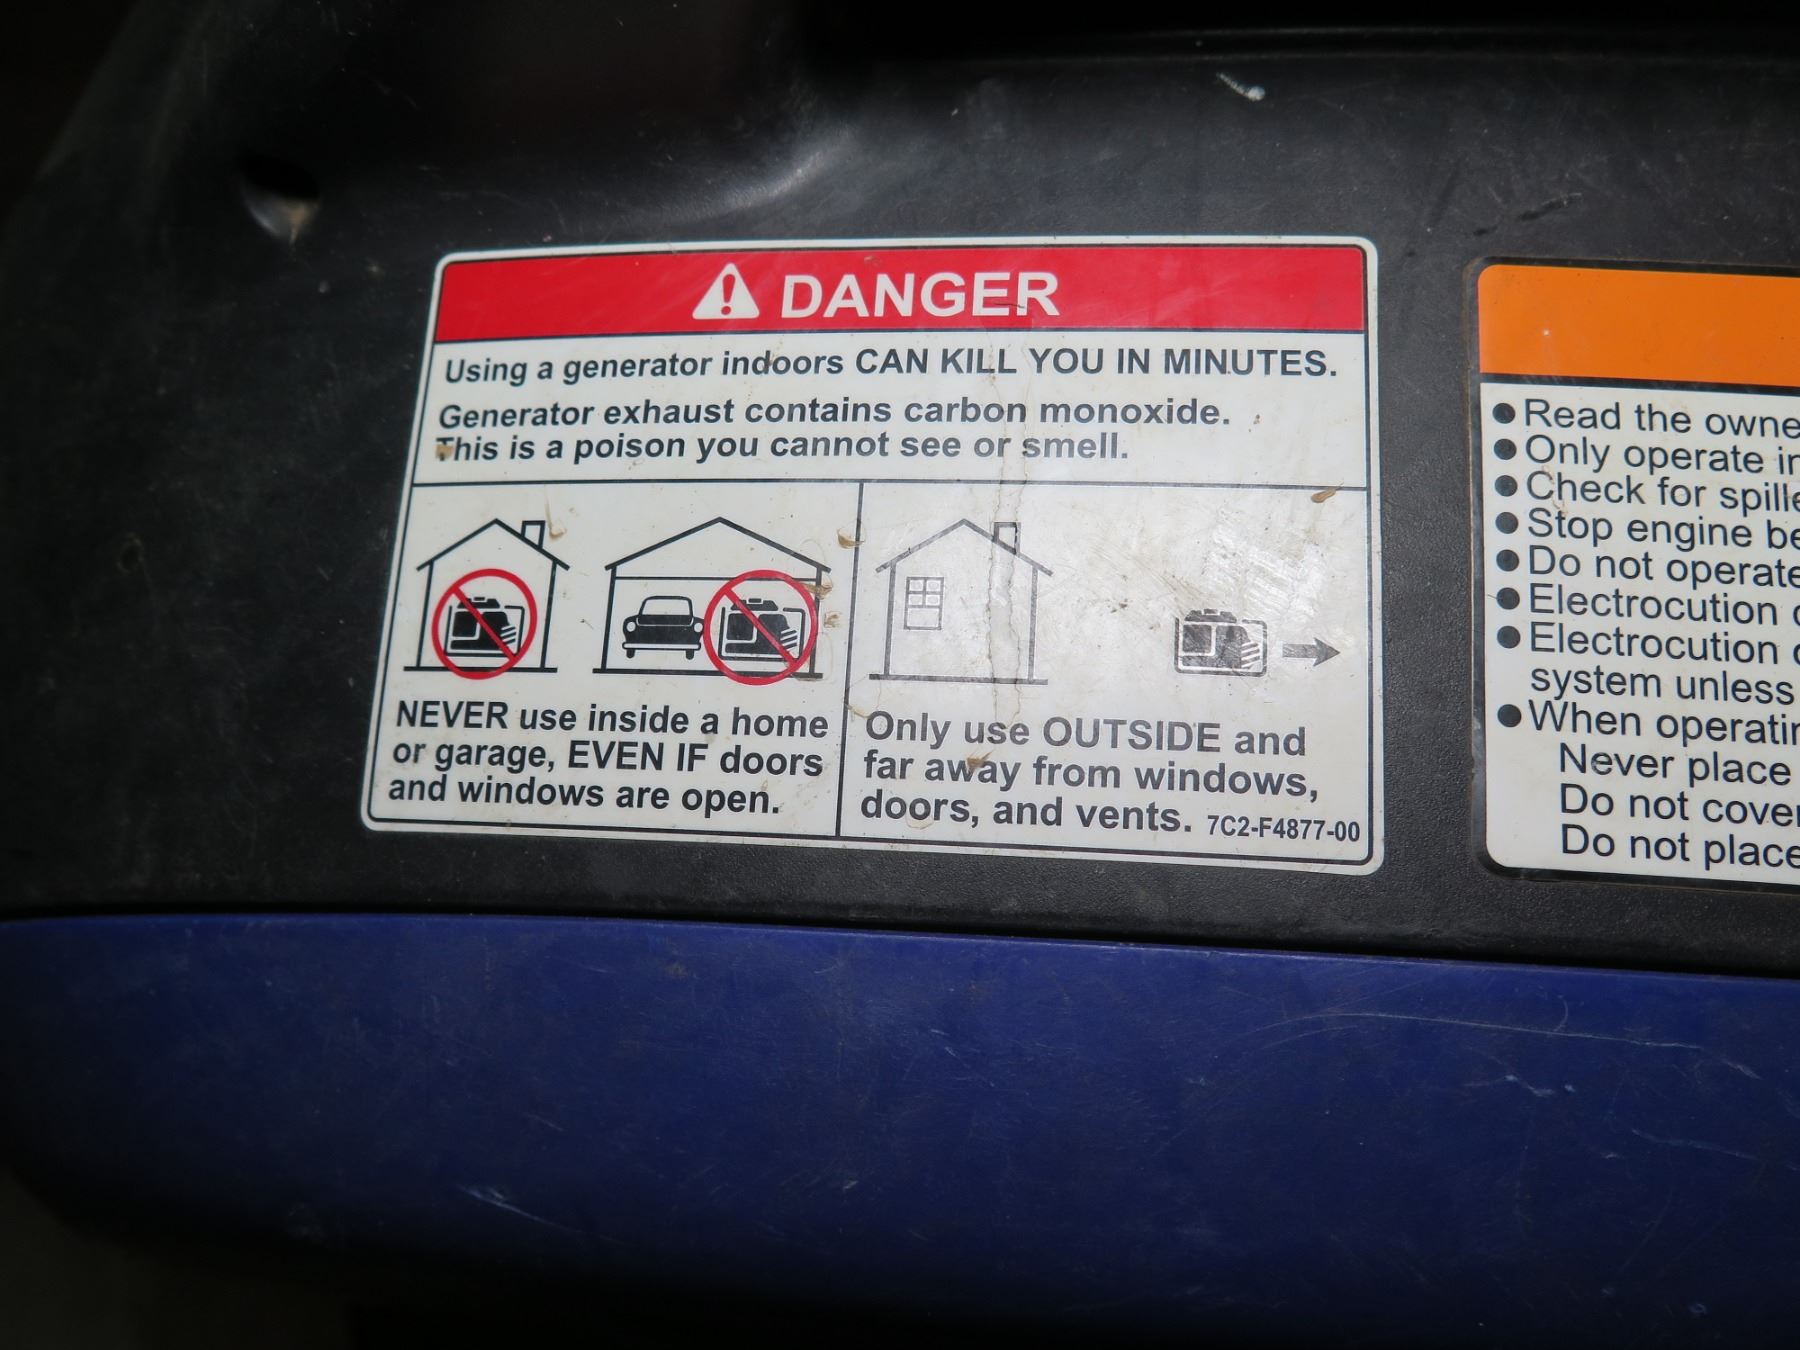 DANGER
Using a generator indoors CAN KILL YOU IN MINUTES.
Generator exhaust contains carbon monoxide.
This is a poison you cannot see or smell.
NEVER use inside a home
or garage, EVEN IF doors
and windows are open.
Only use OUTSIDE and
far away from windows,
doors, and vents. 7C2-F4877-00
● Read the owne
● Only operate in
● Check for spille
● Stop engine be
● Do not operate
● Electrocution
● Electrocution
system unless
● When operatin
Never place
Do not cover
Do not place